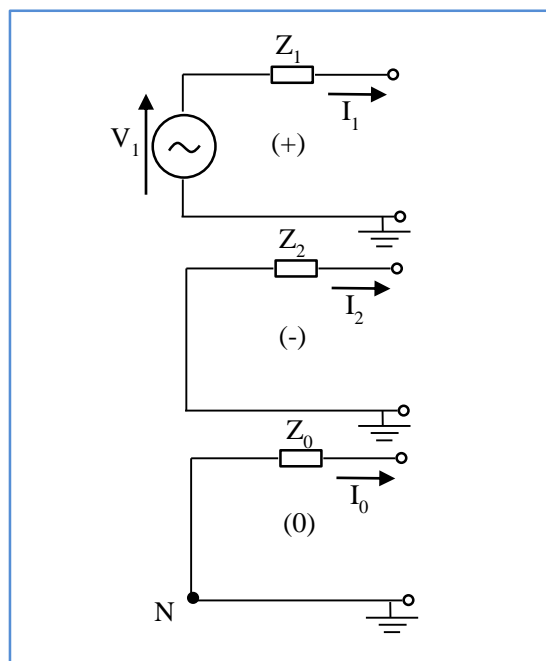 Z₁
I₁
V₁
(+)
Z₂
I₂
(-)
Z₀
I₀
(0)
N